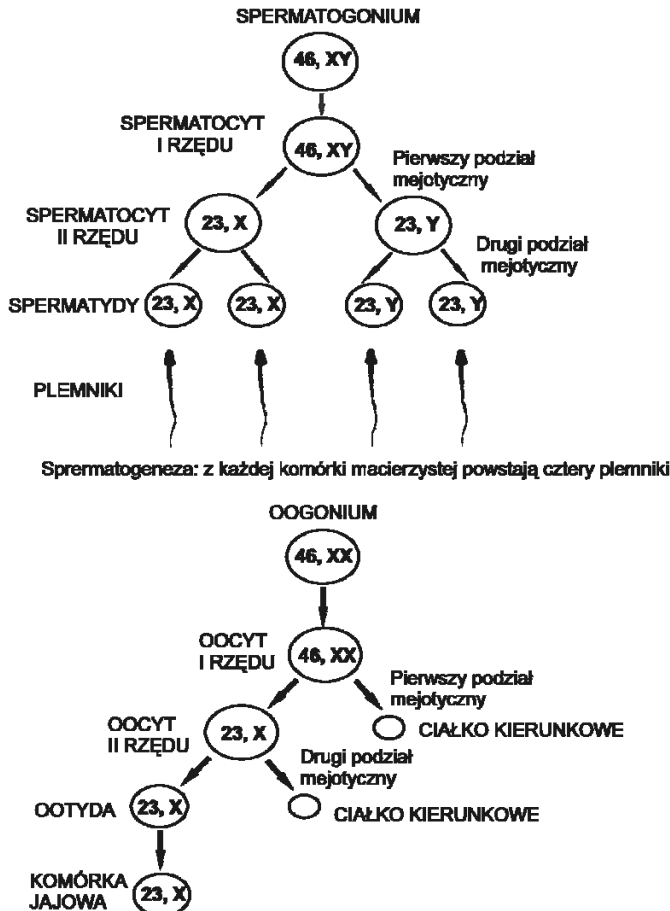 SPERMATOGONIUM
46, XY
SPERMATOCYT
I RZĘDU
46, XY
Pierwszy podział
mejotyczny
SPERMATOCYT
II RZĘDU
23, X
23, Y
Drugi podział
mejotyczny
SPERMATYDY
23, X
23, X
23, Y
23, Y
PLEMNIKI
Sprermatogeneza: z każdej komórki macierzystej powstają cztery plemniki
OOGONIUM
46, XX
OOCYT
I RZĘDU
46, XX
Pierwszy podział
mejotyczny
CIAŁKO KIERUNKOWE
OOCYT
II RZĘDU
23, X
Drugi podział
mejotyczny
CIAŁKO KIERUNKOWE
OOTYDA
23, X
KOMÓRKA
JAJOWA
23, X